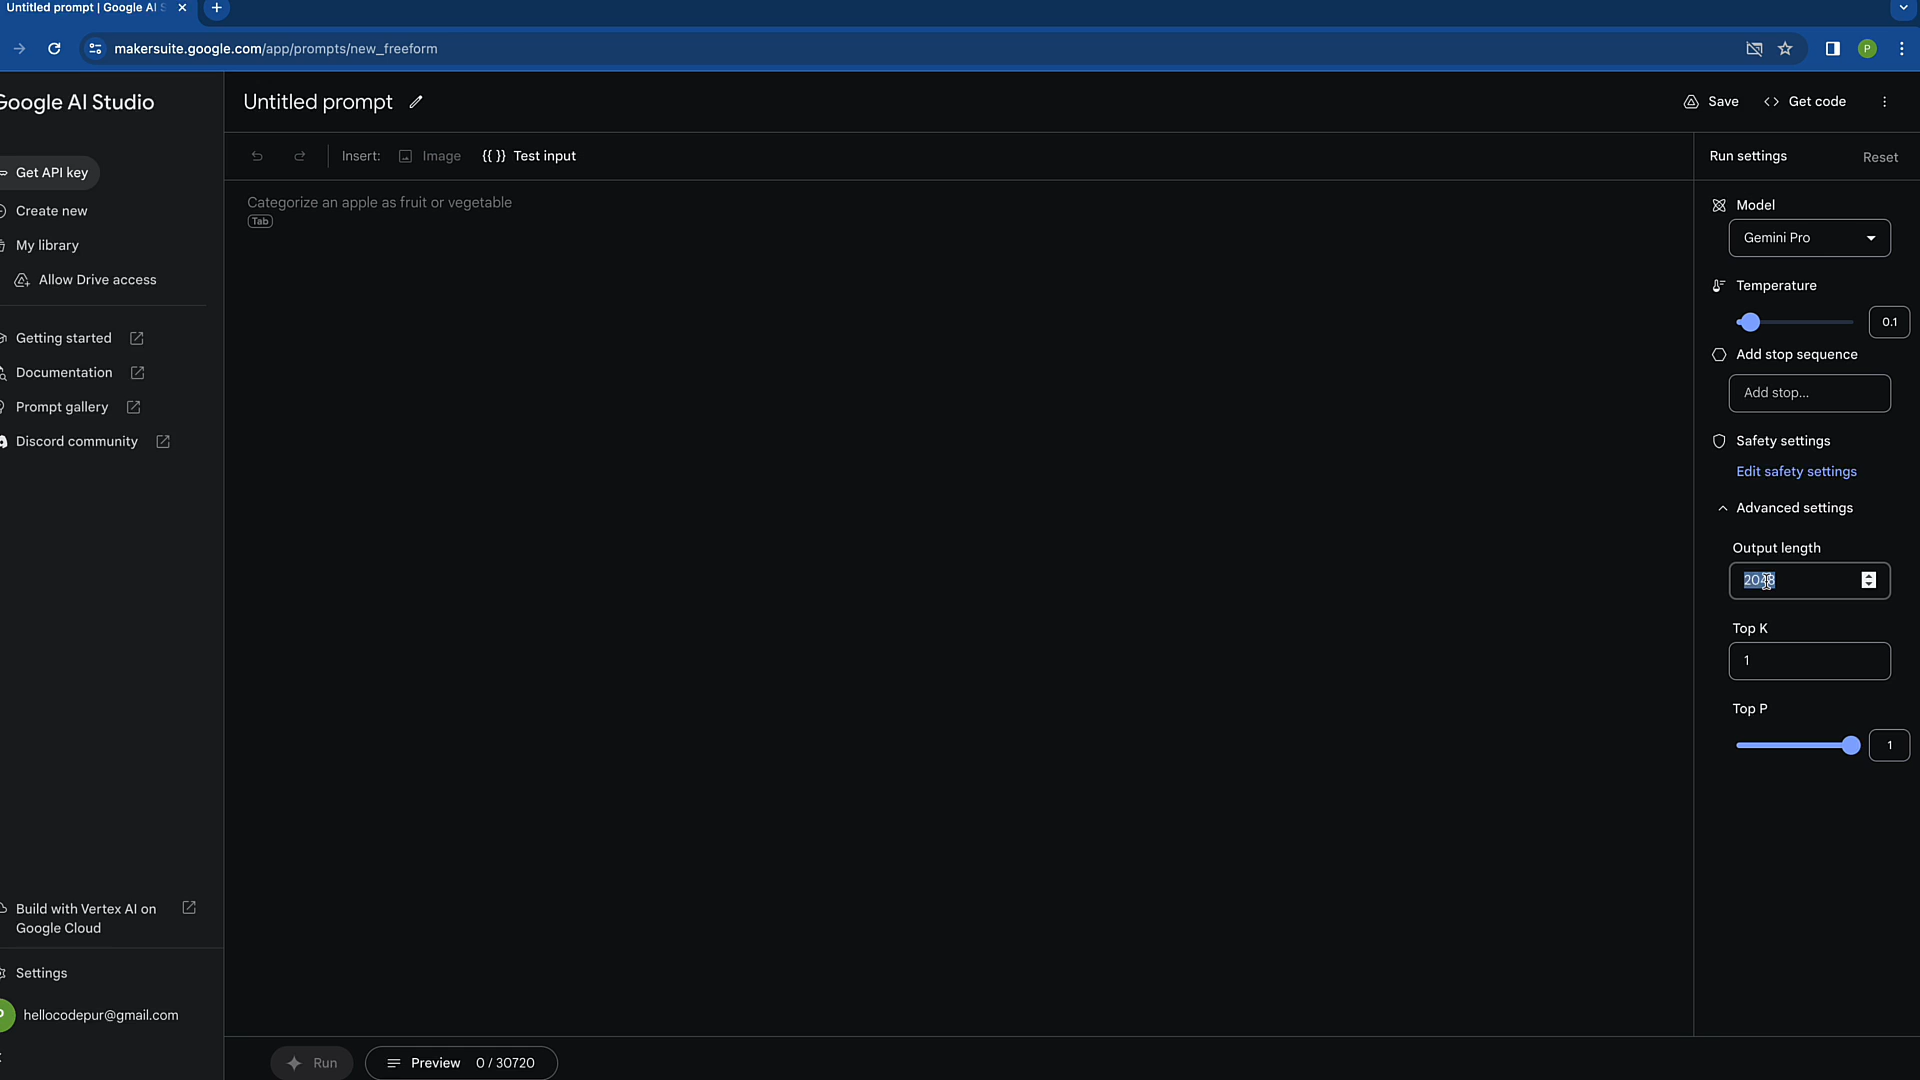 Untitled prompt | Google AI S
makersuite.google.com/app/prompts/new_freeform
P
Google AI Studio
Untitled prompt
Save
Get code
Get API key
Create new
My library
Allow Drive access
Getting started
Documentation
Prompt gallery
Discord community
Insert:
Image
{{ }} Test input
Categorize an apple as fruit or vegetable
Tab
Run settings
Reset
Model
Gemini Pro
Temperature
0.1
Add stop sequence
Add stop...
Safety settings
Edit safety settings
Advanced settings
Output length
2048
Top K
1
Top P
1
Build with Vertex AI on
Google Cloud
Settings
P
hellocodepur@gmail.com
Run
Preview 0 / 30720